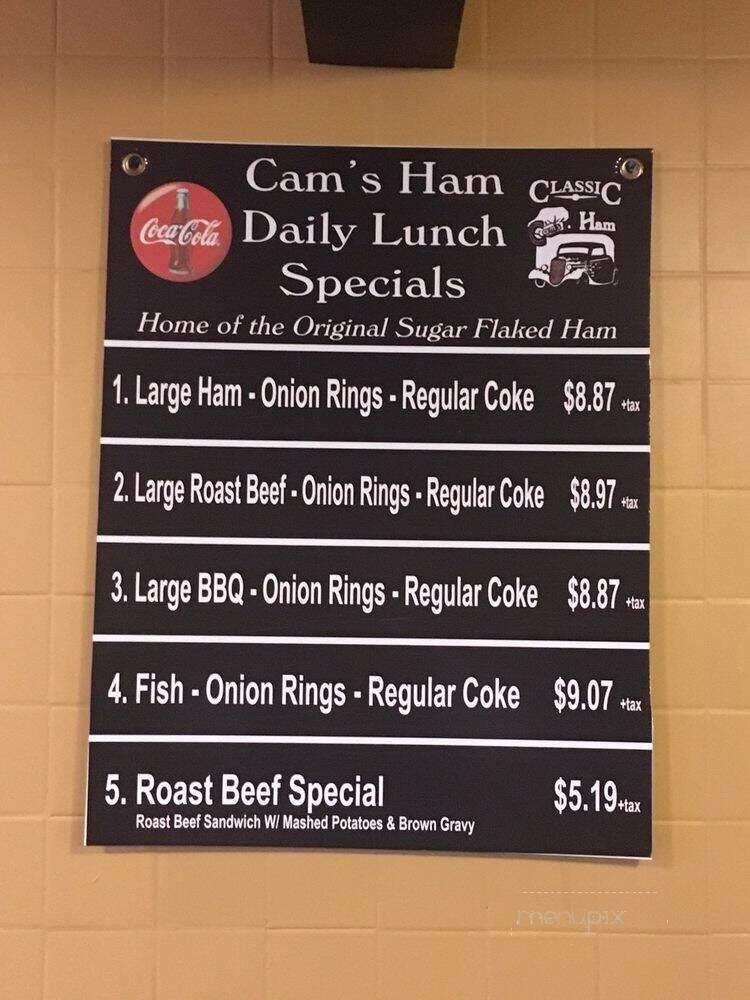 Cam's Ham
Daily Lunch
Specials
Coca-Cola
CLASSIC
Ham
Home of the Original Sugar Flaked Ham
1. Large Ham - Onion Rings - Regular Coke $8.87 +tax
2. Large Roast Beef - Onion Rings - Regular Coke $8.97 +tax
3. Large BBQ - Onion Rings - Regular Coke $8.87 +tax
4. Fish - Onion Rings - Regular Coke $9.07 +tax
5. Roast Beef Special $5.19 +tax
Roast Beef Sandwich W/ Mashed Potatoes & Brown Gravy
menupix